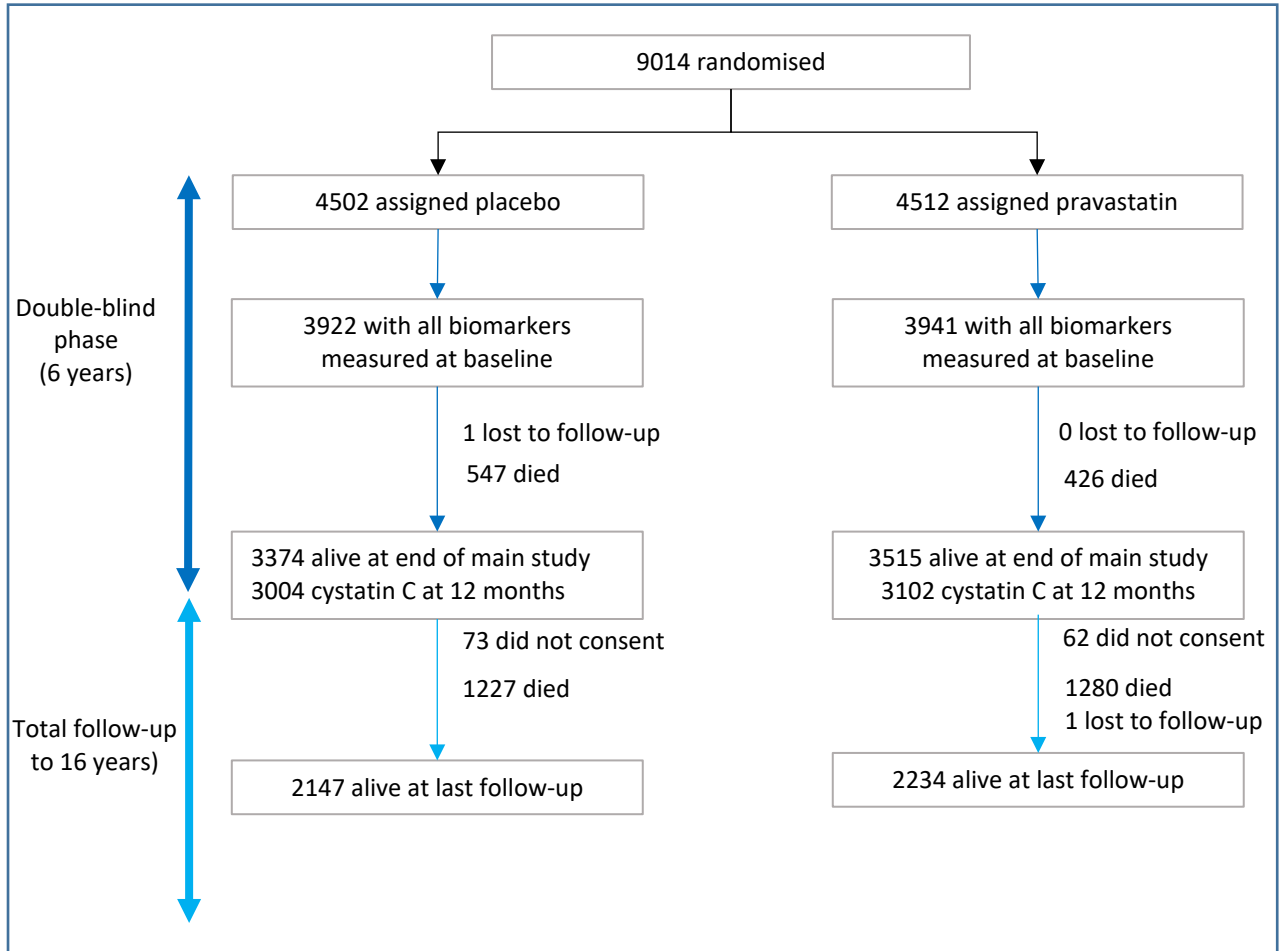 9014 randomised
4502 assigned placebo
4512 assigned pravastatin
Double-blind
phase
(6 years)
3922 with all biomarkers
measured at baseline
3941 with all biomarkers
measured at baseline
1 lost to follow-up
547 died
0 lost to follow-up
426 died
3374 alive at end of main study
3004 cystatin C at 12 months
3515 alive at end of main study
3102 cystatin C at 12 months
73 did not consent
1227 died
62 did not consent
1280 died
1 lost to follow-up
Total follow-up
to 16 years)
2147 alive at last follow-up
2234 alive at last follow-up